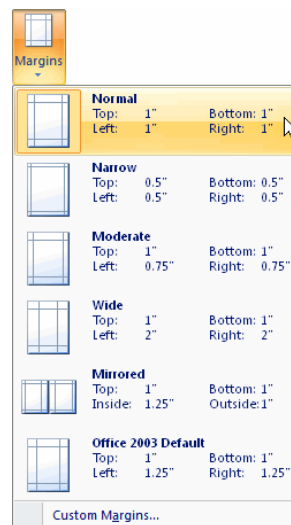 Margins
Normal
Top: 1" Bottom: 1"
Left: 1" Right: 1"
Narrow
Top: 0.5" Bottom: 0.5"
Left: 0.5" Right: 0.5"
Moderate
Top: 1" Bottom: 1"
Left: 0.75" Right: 0.75"
Wide
Top: 1" Bottom: 1"
Left: 2" Right: 2"
Mirrored
Top: 1" Bottom: 1"
Inside: 1.25" Outside: 1"
Office 2003 Default
Top: 1" Bottom: 1"
Left: 1.25" Right: 1.25"
Custom Margins...